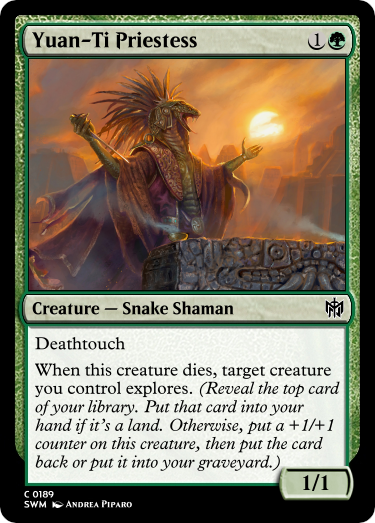 Yuan-Ti Priestess 1
Creature — Snake Shaman
Deathtouch
When this creature dies, target creature
you control explores. (Reveal the top card
of your library. Put that card into your
hand if it's a land. Otherwise, put a +1/+1
counter on this creature, then put the card
back or put it into your graveyard.)
1/1
C 0189
SWM Andrea Piparo